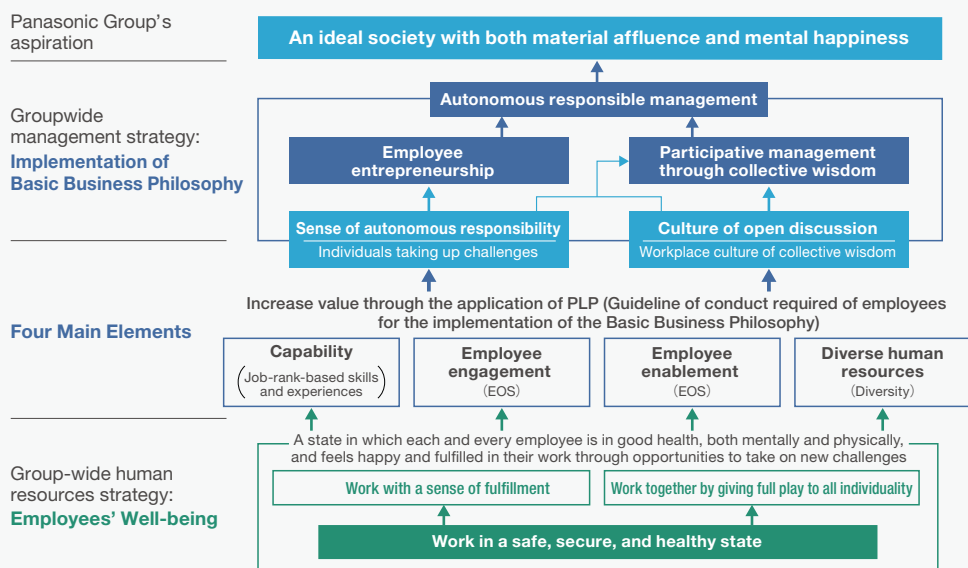 Panasonic Group's
aspiration
An ideal society with both material affluence and mental happiness
Groupwide
management strategy:
Implementation of
Basic Business Philosophy
Autonomous responsible management
Employee
entrepreneurship
Participative management
through collective wisdom
Sense of autonomous responsibility
Individuals taking up challenges
Culture of open discussion
Workplace culture of collective wisdom
Four Main Elements
Increase value through the application of PLP (Guideline of conduct required of employees
for the implementation of the Basic Business Philosophy)
Capability
(Job-rank-based skills
and experiences)
Employee
engagement
(EOS)
Employee
enablement
(EOS)
Diverse human
resources
(Diversity)
Group-wide human
resources strategy:
Employees' Well-being
A state in which each and every employee is in good health, both mentally and physically,
and feels happy and fulfilled in their work through opportunities to take on new challenges
Work with a sense of fulfillment
Work together by giving full play to all individuality
Work in a safe, secure, and healthy state